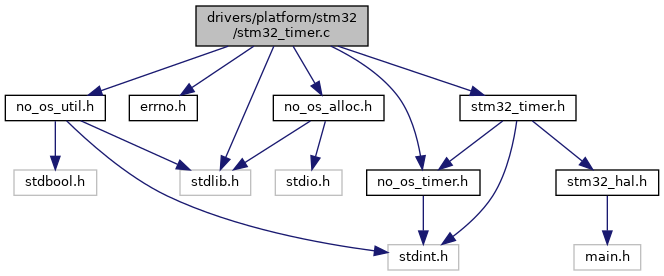 drivers/platform/stm32
/stm32_timer.c
no_os_util.h
errno.h
no_os_alloc.h
stm32_timer.h
stdbool.h
stdlib.h
stdio.h
no_os_timer.h
stm32_hal.h
stdint.h
main.h